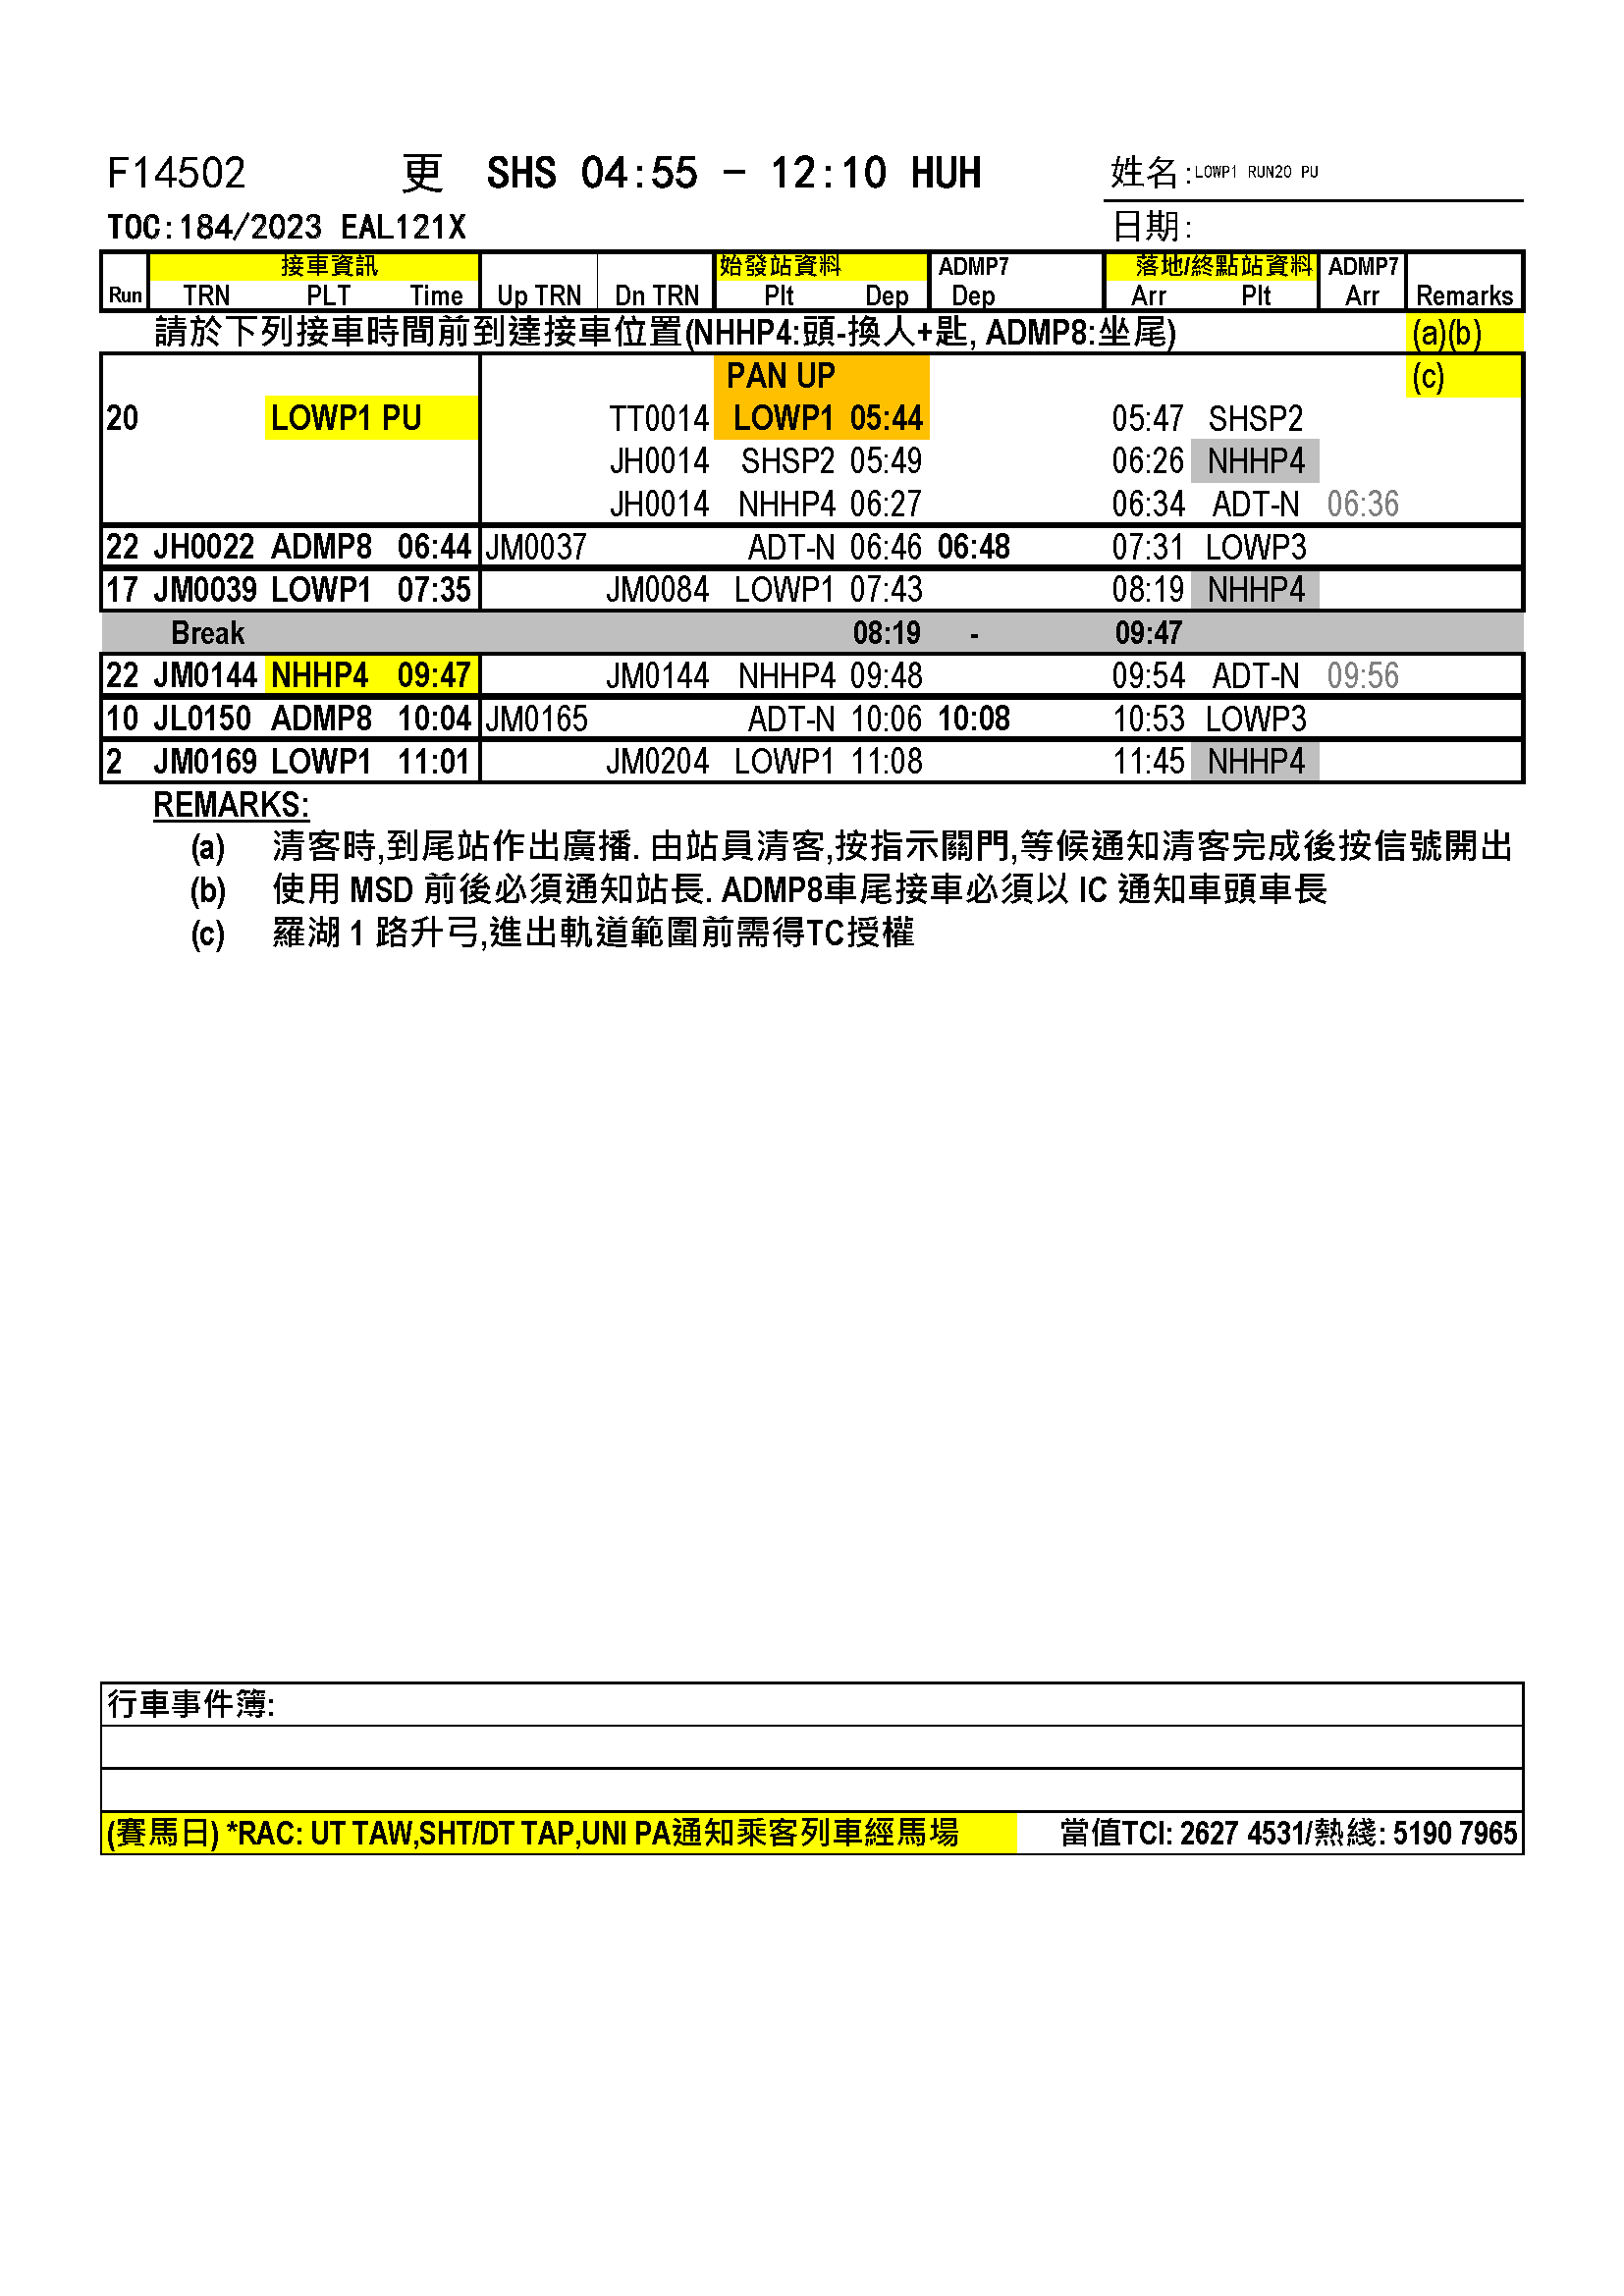 F14502 更 SHS 04:55 - 12:10 HUH 姓名:LOWP1 RUN20 PU
TOC:184/2023 EAL121X 日期:
接車資訊 始發站資料 ADMP7 落地/終點站資料 ADMP7
Run TRN PLT Time Up TRN Dn TRN Plt Dep Dep Arr Plt Arr Remarks
請於下列接車時間前到達接車位置(NHHP4:頭-換人+匙, ADMP8:坐尾) (a)(b)
PAN UP (c)
20 LOWP1 PU TT0014 LOWP1 05:44 05:47 SHSP2
JH0014 SHSP2 05:49 06:26 NHHP4
JH0014 NHHP4 06:27 06:34 ADT-N 06:36
22 JH0022 ADMP8 06:44 JM0037 ADT-N 06:46 06:48 07:31 LOWP3
17 JM0039 LOWP1 07:35 JM0084 LOWP1 07:43 08:19 NHHP4
Break 08:19 - 09:47
22 JM0144 NHHP4 09:47 JM0144 NHHP4 09:48 09:54 ADT-N 09:56
10 JL0150 ADMP8 10:04 JM0165 ADT-N 10:06 10:08 10:53 LOWP3
2 JM0169 LOWP1 11:01 JM0204 LOWP1 11:08 11:45 NHHP4
REMARKS:
(a) 清客時,到尾站作出廣播. 由站員清客,按指示關門,等候通知清客完成後按信號開出
(b) 使用 MSD 前後必須通知站長. ADMP8車尾接車必須以 IC 通知車頭車長
(c) 羅湖 1 路升弓,進出軌道範圍前需得TC授權
行車事件簿:
(賽馬日) *RAC: UT TAW,SHT/DT TAP,UNI PA通知乘客列車經馬場 當值TCI: 2627 4531/熱綫: 5190 7965